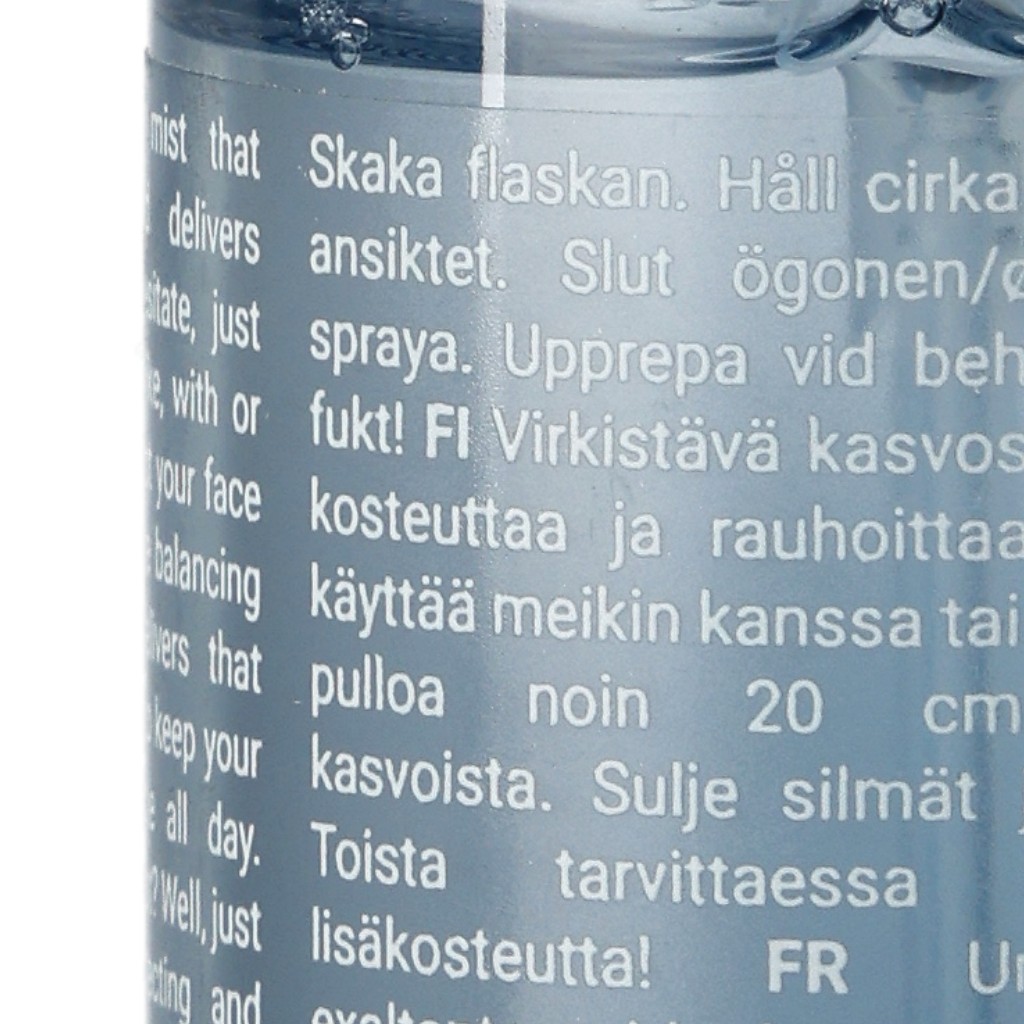 mist that
delivers
just
with or
your face
balancing
that
keep your
all day.
Well, just
and
Skaka flaskan. Håll cirka
ansiktet. Slut ögonen/
spraya. Upprepa vid
fukt! FI Virkistävä
kosteuttaa ja rauhoittaa
käyttää meikin kanssa tai
pulloa noin 20 cm
kasvoista. Sulje silmät
Toista tarvittaessa
lisäkosteutta! FR